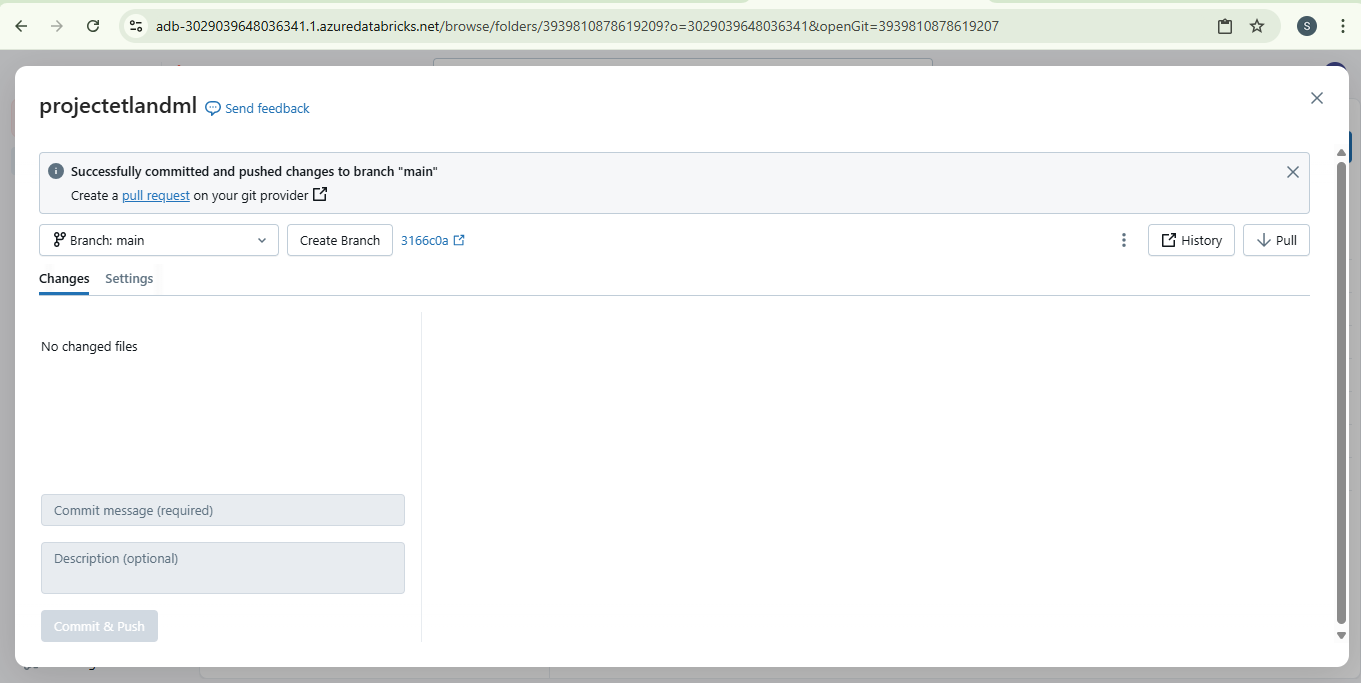 adb-3029039648036341.1.azuredatabricks.net/browse/folders/3939810878619209?o=3029039648036341&openGit=3939810878619207
S
projectetlandml
Send feedback
Successfully committed and pushed changes to branch "main"
Create a pull request on your git provider
Branch: main
Create Branch
3166c0a
History
Pull
Changes
Settings
No changed files
Commit message (required)
Description (optional)
Commit & Push